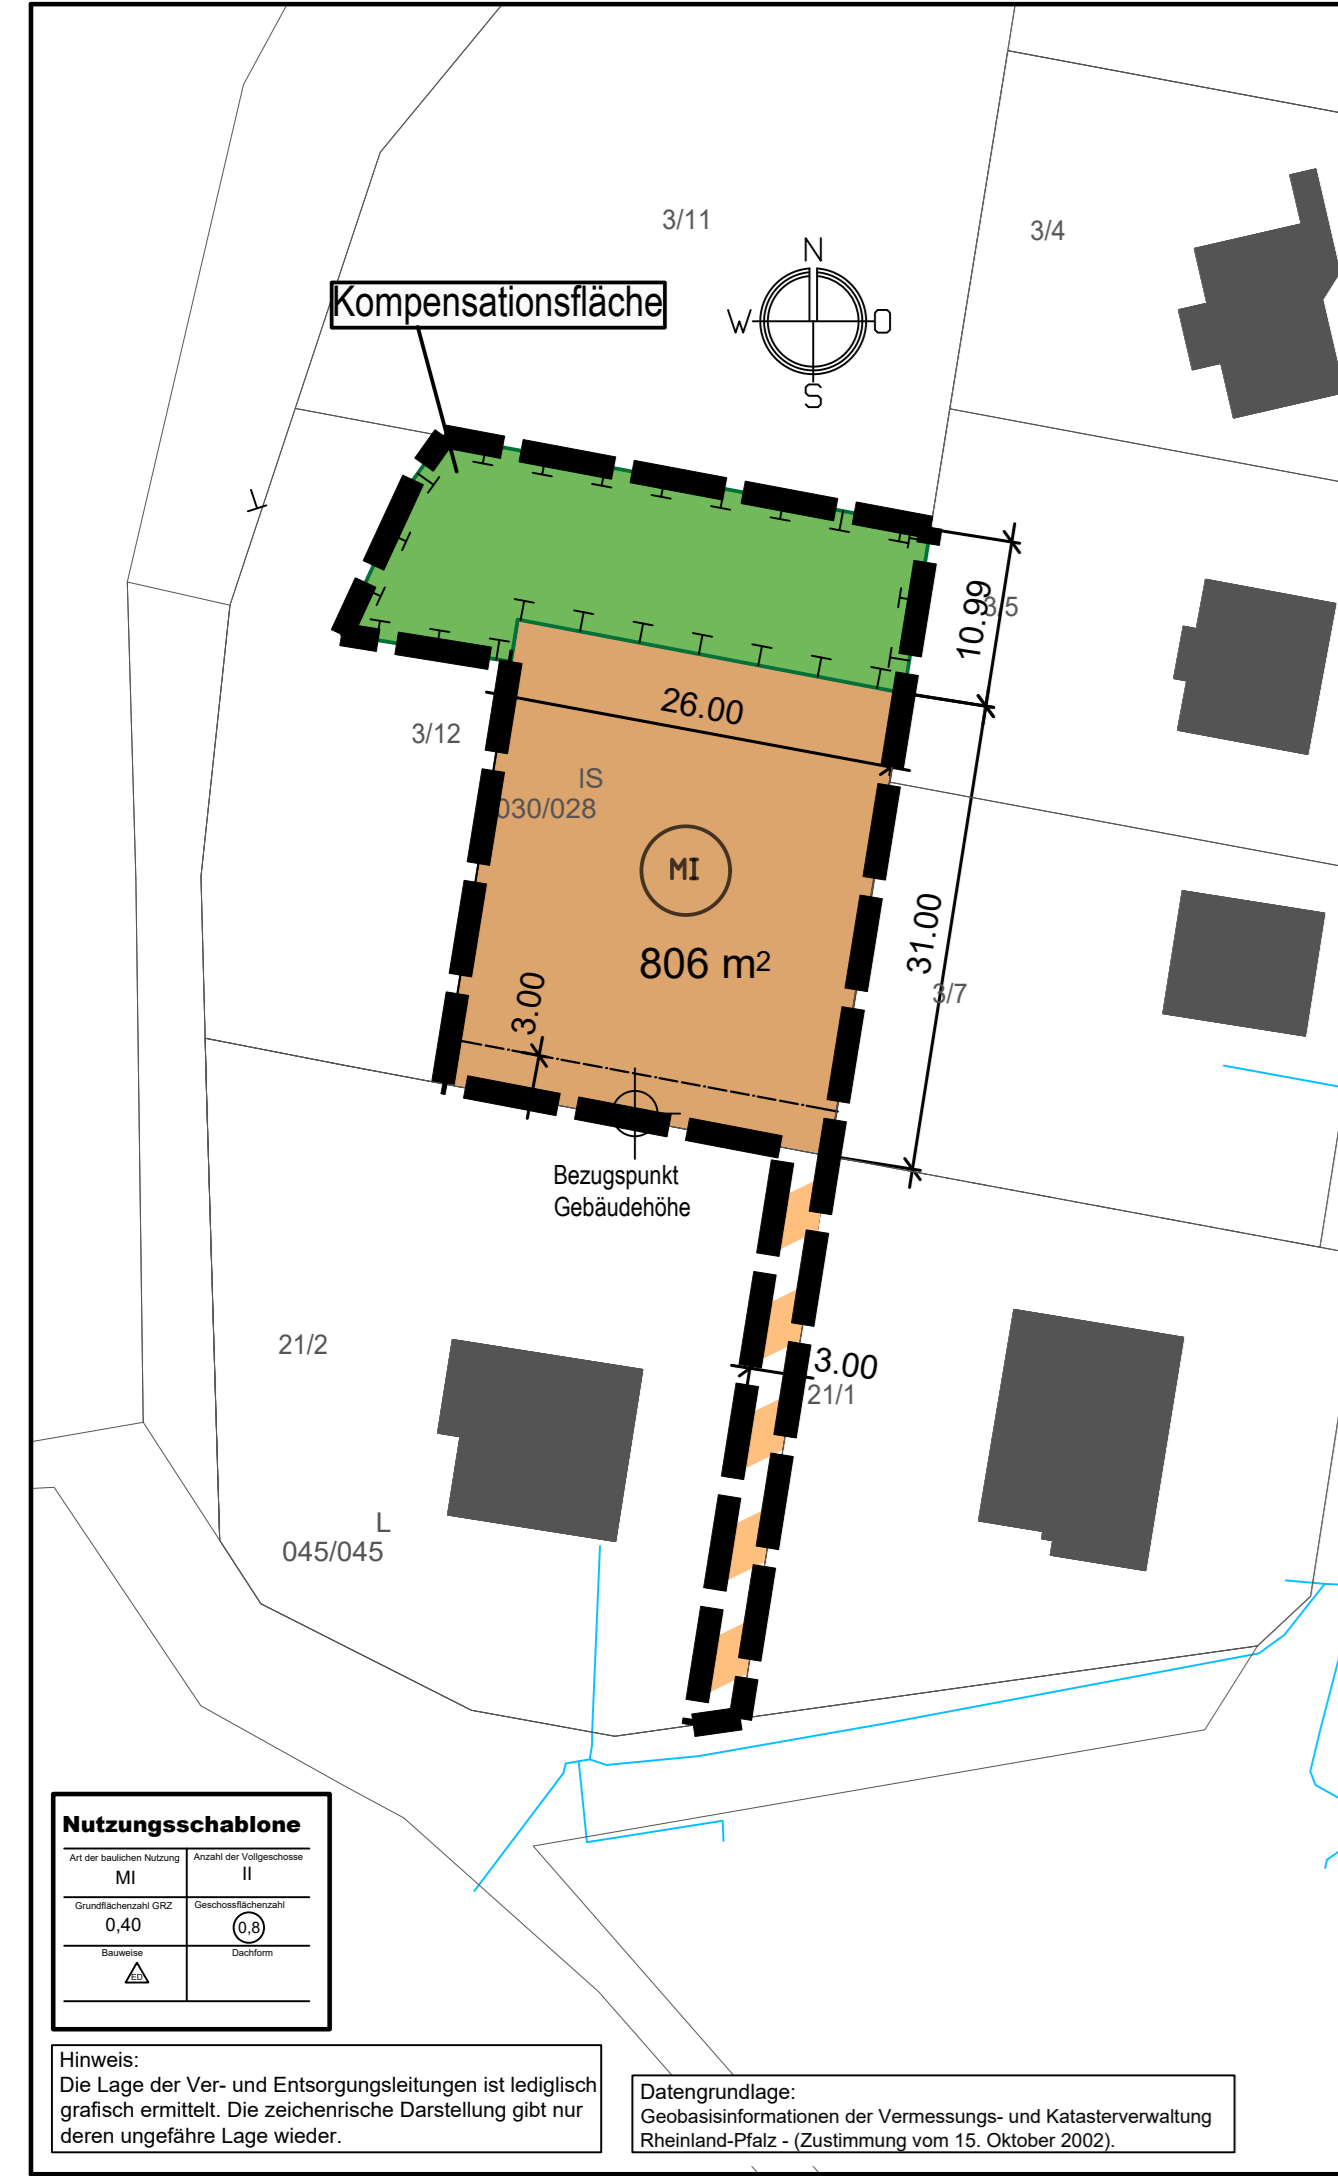 3/11
3/4
N
Kompensationsfläche
W
O
S
10.99
3/5
26.00
3/12
lS
030/028
MI
31.00
806 m²
3/7
3.00
Bezugspunkt
Gebäudehöhe
21/2
3.00
21/1
L
045/045
Nutzungsschablone
Art der baulichen Nutzung
MI
Anzahl der Vollgeschosse
II
Grundflächenzahl GRZ
0,40
Geschossflächenzahl
0,8
Bauweise
ED
Dachform
Hinweis:
Die Lage der Ver- und Entsorgungsleitungen ist lediglisch
grafisch ermittelt. Die zeichenrische Darstellung gibt nur
deren ungefähre Lage wieder.
Datengrundlage:
Geobasisinformationen der Vermessungs- und Katasterverwaltung
Rheinland-Pfalz - (Zustimmung vom 15. Oktober 2002).